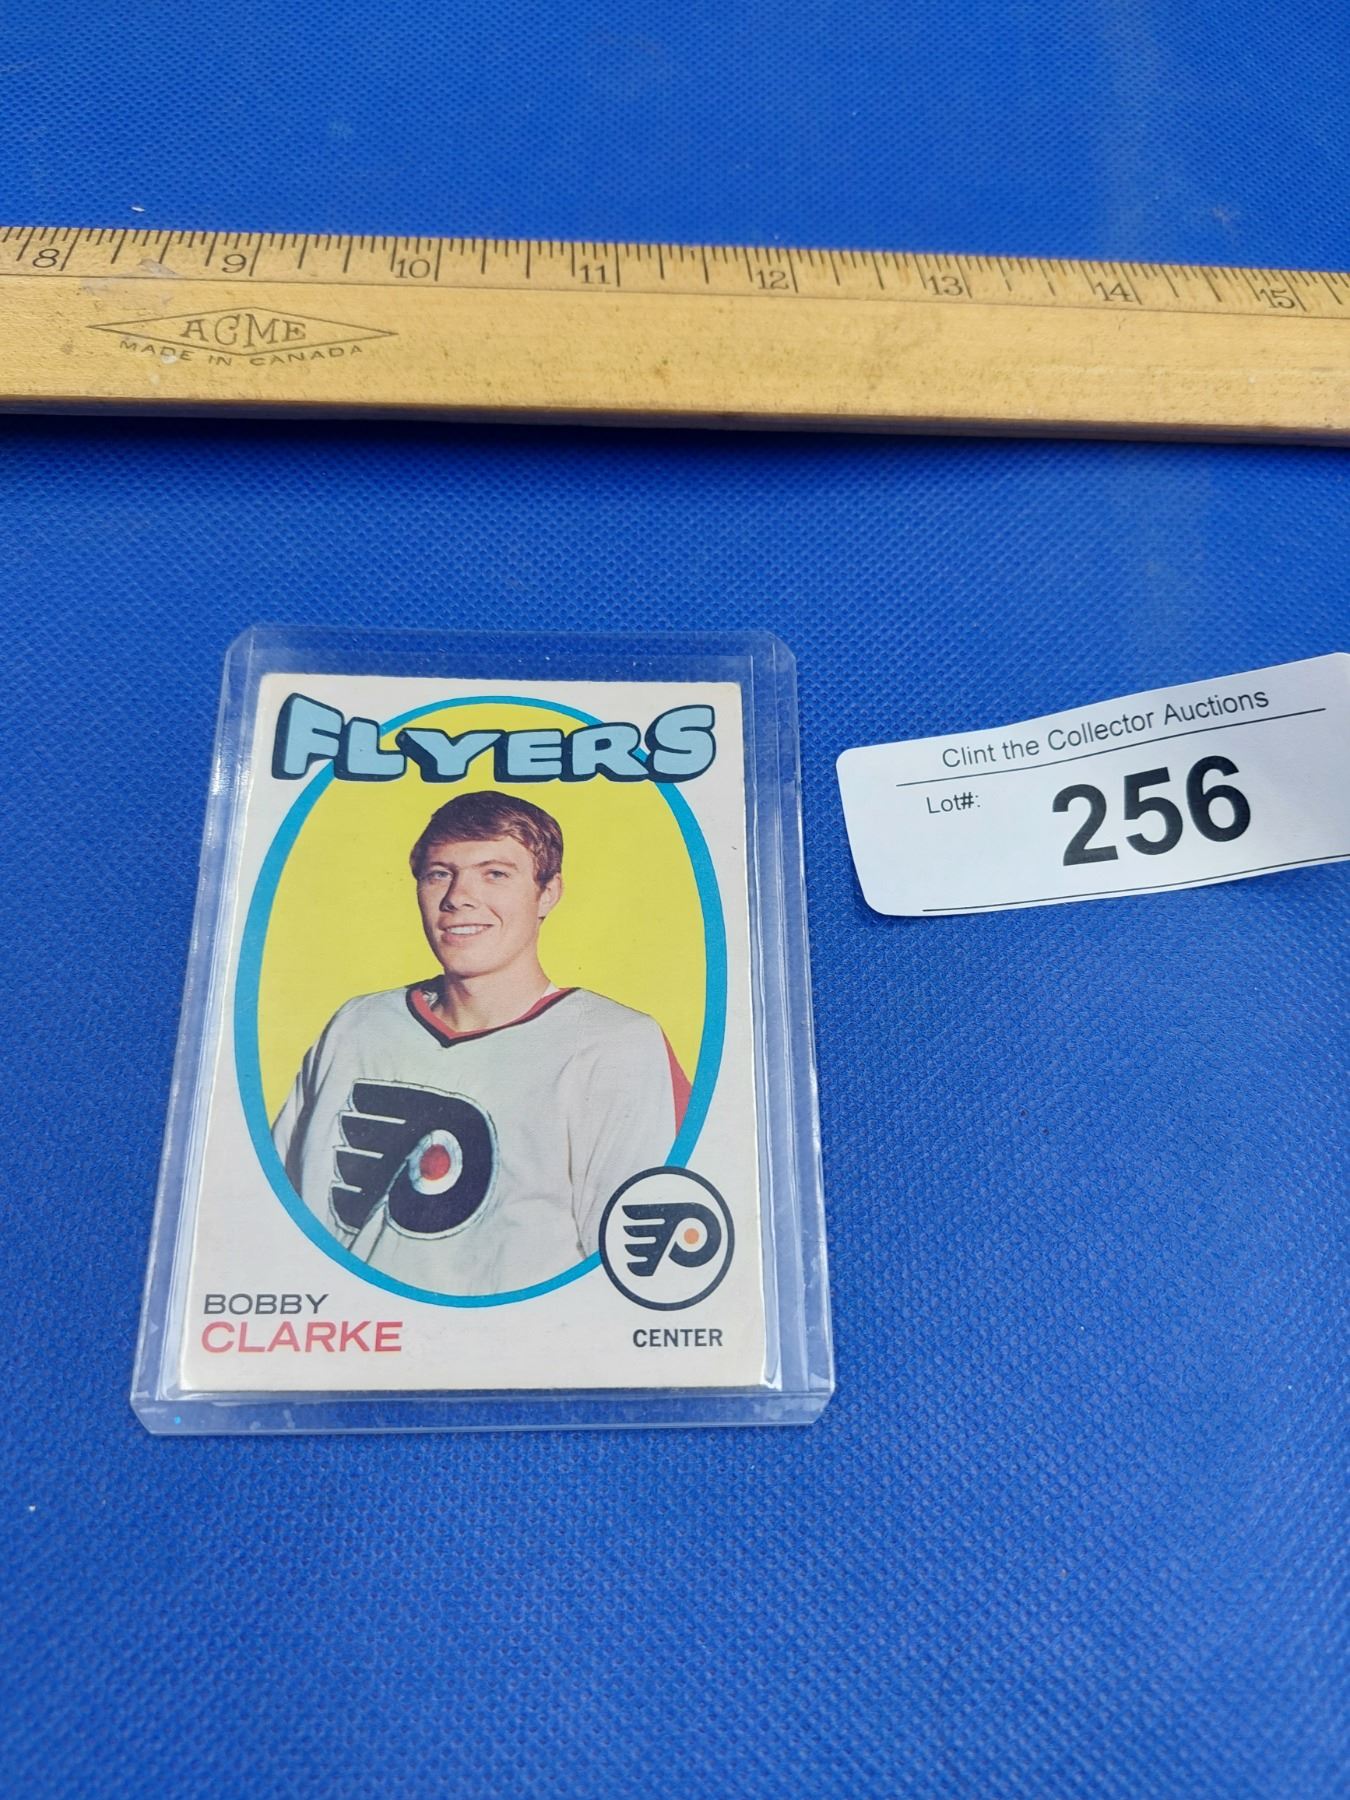 8 9 10 11 12 13 14 15
ACME
MADE IN CANADA
Clint the Collector Auctions
Lot#: 256
FLYERS
BOBBY
CLARKE
CENTER